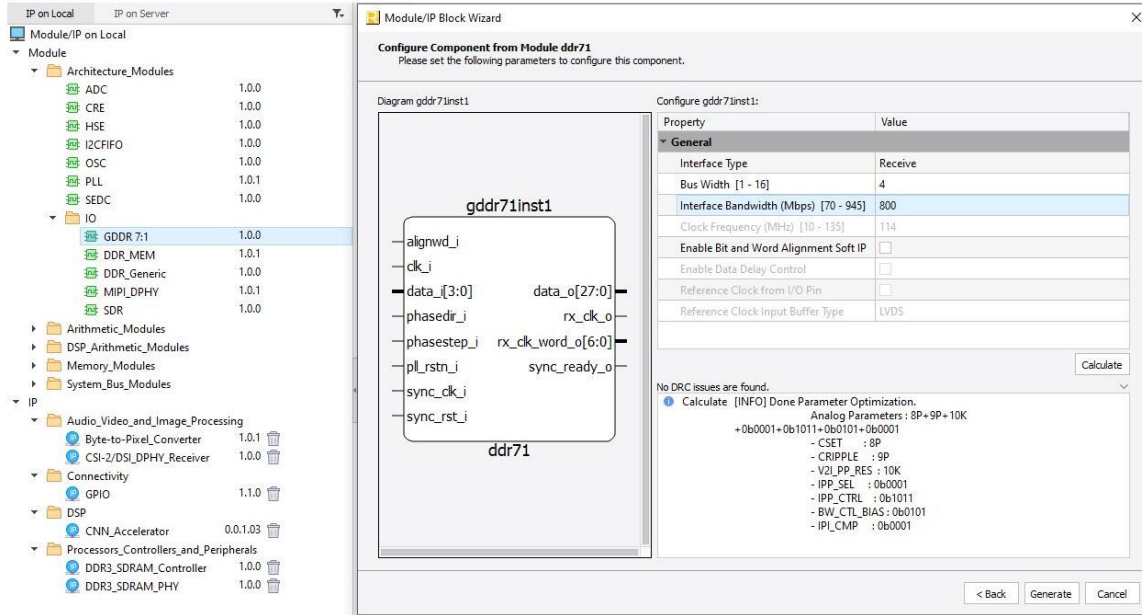 IP on Local IP on Server
Module/IP on Local
Module
Architecture_Modules
ADC 1.0.0
CRE 1.0.0
HSE 1.0.0
I2CFIFO 1.0.0
OSC 1.0.0
PLL 1.0.1
SEDC 1.0.0
IO
GDDR 7:1 1.0.0
DDR_MEM 1.0.1
DDR_Generic 1.0.0
MIPI_DPHY 1.0.1
SDR 1.0.0
Arithmetic_Modules
DSP_Arithmetic_Modules
Memory_Modules
System_Bus_Modules
IP
Audio_Video_and_Image_Processing
Byte-to-Pixel_Converter 1.0.1
CSI-2/DSI_DPHY_Receiver 1.0.0
Connectivity
GPIO 1.1.0
DSP
CNN_Accelerator 0.0.1.03
Processors_Controllers_and_Peripherals
DDR3_SDRAM_Controller 1.0.0
DDR3_SDRAM_PHY 1.0.0
Module/IP Block Wizard
Configure Component from Module ddr71
Please set the following parameters to configure this component.
Diagram gddr71inst1
gddr71inst1
alignwd_i
clk_i
data_i[3:0] data_o[27:0]
phasedir_i rx_clk_o
phasestep_i rx_clk_word_o[6:0]
pll_rstn_i sync_ready_o
sync_clk_i
sync_rst_i
ddr71
Configure gddr71inst1:
Property Value
General
Interface Type Receive
Bus Width [1 - 16] 4
Interface Bandwidth (Mbps) [70 - 945] 800
Clock Frequency (MHz) [10 - 135] 114
Enable Bit and Word Alignment Soft IP
Enable Data Delay Control
Reference Clock from I/O Pin
Reference Clock Input Buffer Type LVDS
Calculate
No DRC issues are found.
Calculate [INFO] Done Parameter Optimization.
Analog Parameters : 8P+9P+10K
+0b0001+0b1011+0b0101+0b0001
- CSET : 8P
- CRIPPLE : 9P
- V2I_PP_RES : 10K
- IPP_SEL : 0b0001
- IPP_CTRL : 0b1011
- BW_CTL_BIAS : 0b0101
- IPI_CMP : 0b0001
< Back Generate Cancel